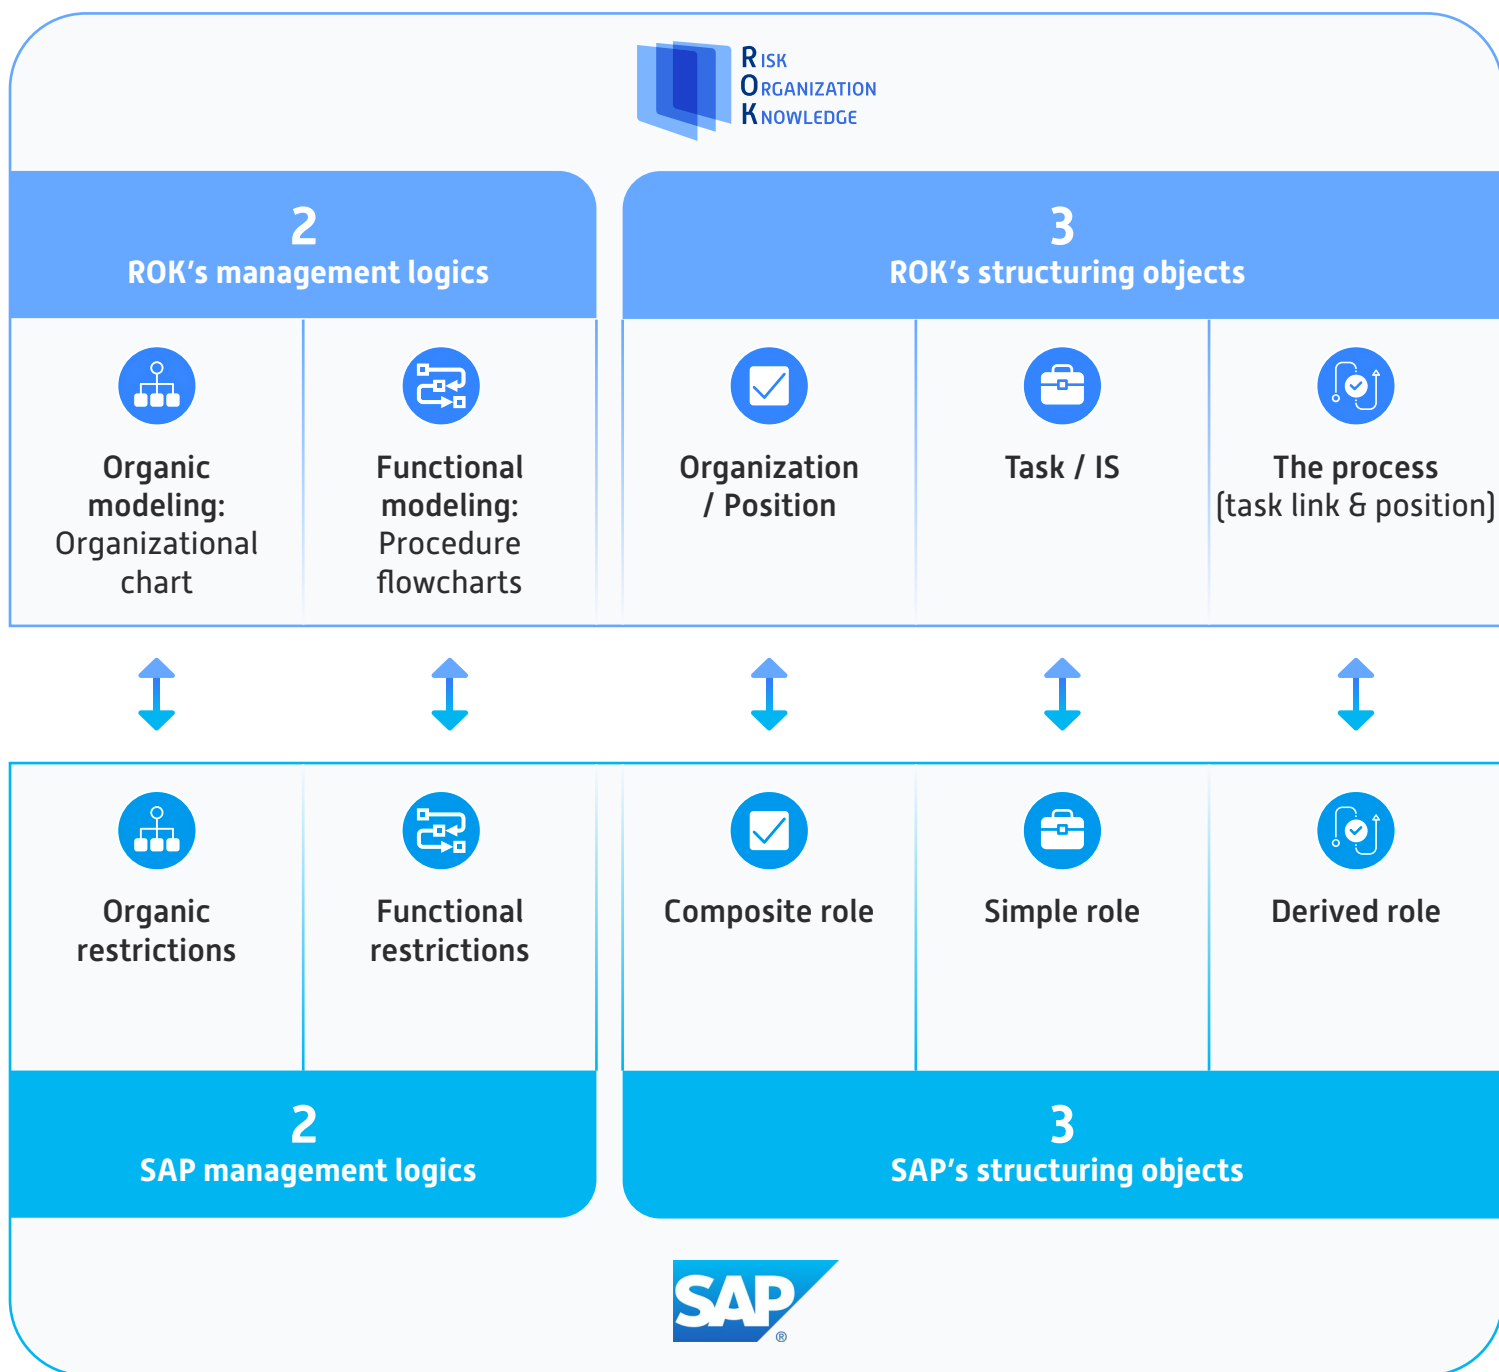 RISK
ORGANIZATION
KNOWLEDGE
2
ROK’s management logics
3
ROK’s structuring objects
Organic
modeling:
Organizational
chart
Functional
modeling:
Procedure
flowcharts
Organization
/ Position
Task / IS
The process
(task link & position)
Organic
restrictions
Functional
restrictions
Composite role
Simple role
Derived role
2
SAP management logics
3
SAP’s structuring objects
SAP®